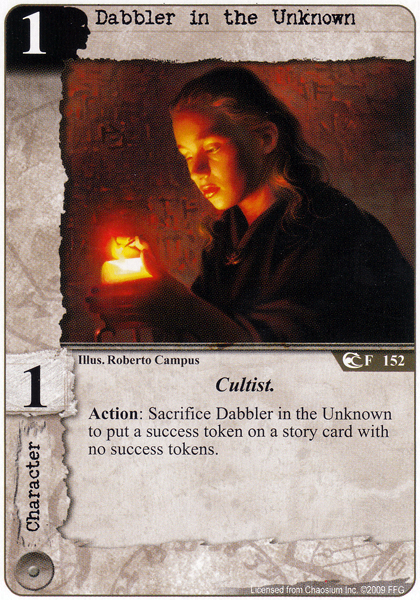 1
Dabbler in the Unknown
Illus. Roberto Campus
F 152
1
Cultist.
Action: Sacrifice Dabbler in the Unknown
to put a success token on a story card with
no success tokens.
Character
Licensed from Chaosium Inc. ©2009 FFG